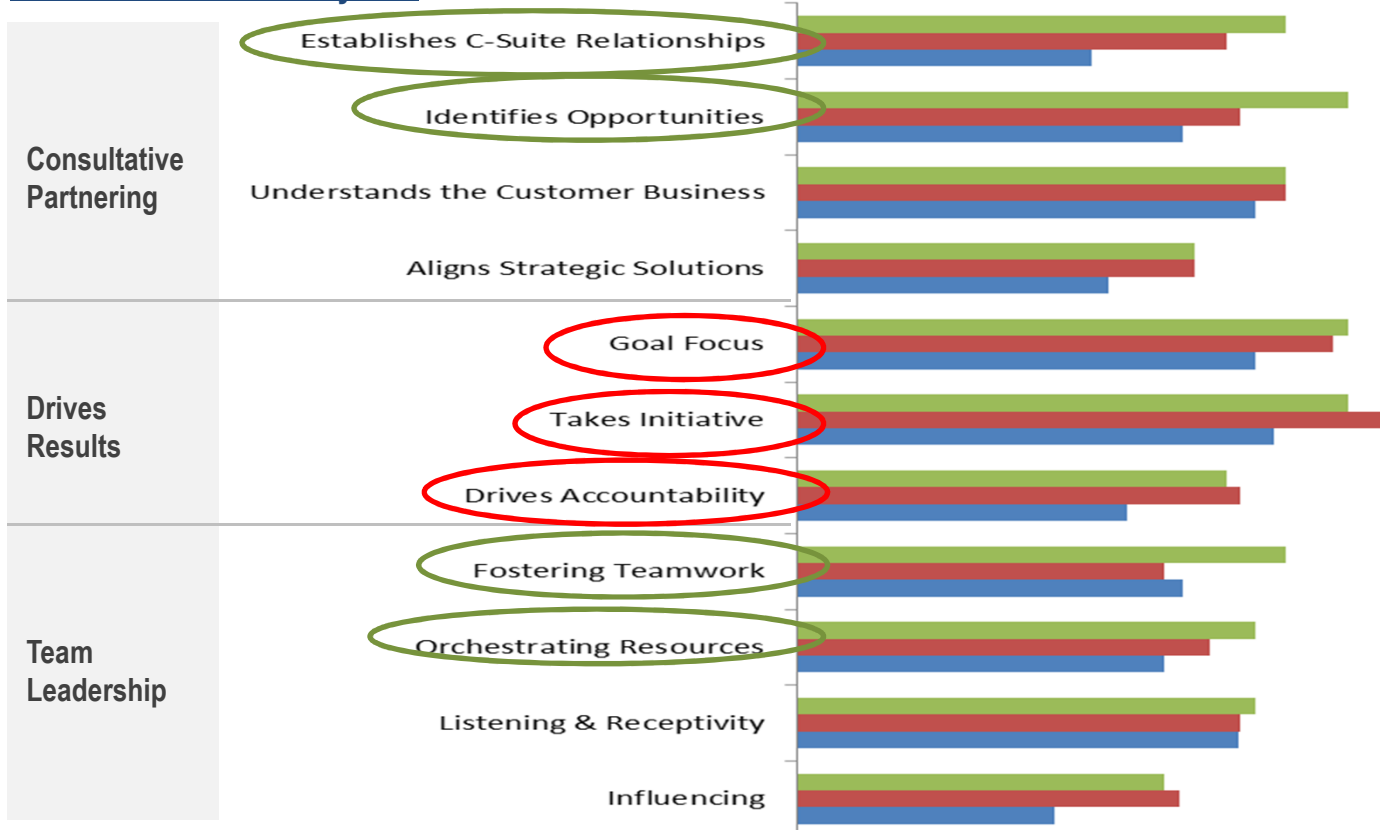 Establishes C-Suite Relationships
Identifies Opportunities
Consultative
Partnering
Understands the Customer Business
Aligns Strategic Solutions
Goal Focus
Drives
Results
Takes Initiative
Drives Accountability
Fostering Teamwork
Team
Leadership
Orchestrating Resources
Listening & Receptivity
Influencing